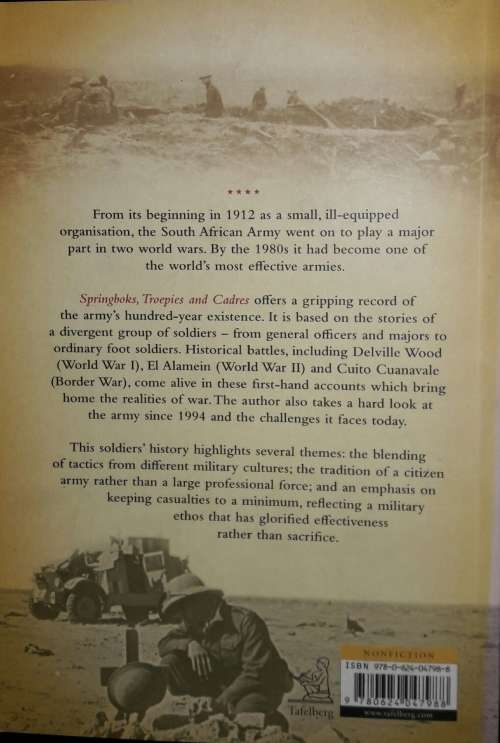 ★★★★
From its beginning in 1912 as a small, ill-equipped
organisation, the South African Army went on to play a major
part in two world wars. By the 1980s it had become one of
the world's most effective armies.
Springboks, Troepies and Cadres offers a gripping record of
the army's hundred-year existence. It is based on the stories of
a divergent group of soldiers – from general officers and majors to
ordinary foot soldiers. Historical battles, including Delville Wood
(World War I), El Alamein (World War II) and Cuito Cuanavale
(Border War), come alive in these first-hand accounts which bring
home the realities of war. The author also takes a hard look at
the army since 1994 and the challenges it faces today.
This soldiers' history highlights several themes: the blending
of tactics from different military cultures; the tradition of a citizen
army rather than a large professional force; and an emphasis on
keeping casualties to a minimum, reflecting a military
ethos that has glorified effectiveness
rather than sacrifice.
Tafelberg
NONFICTION
ISBN 978-0-624-04798-8
9 780624 047988
www.tafelberg.com